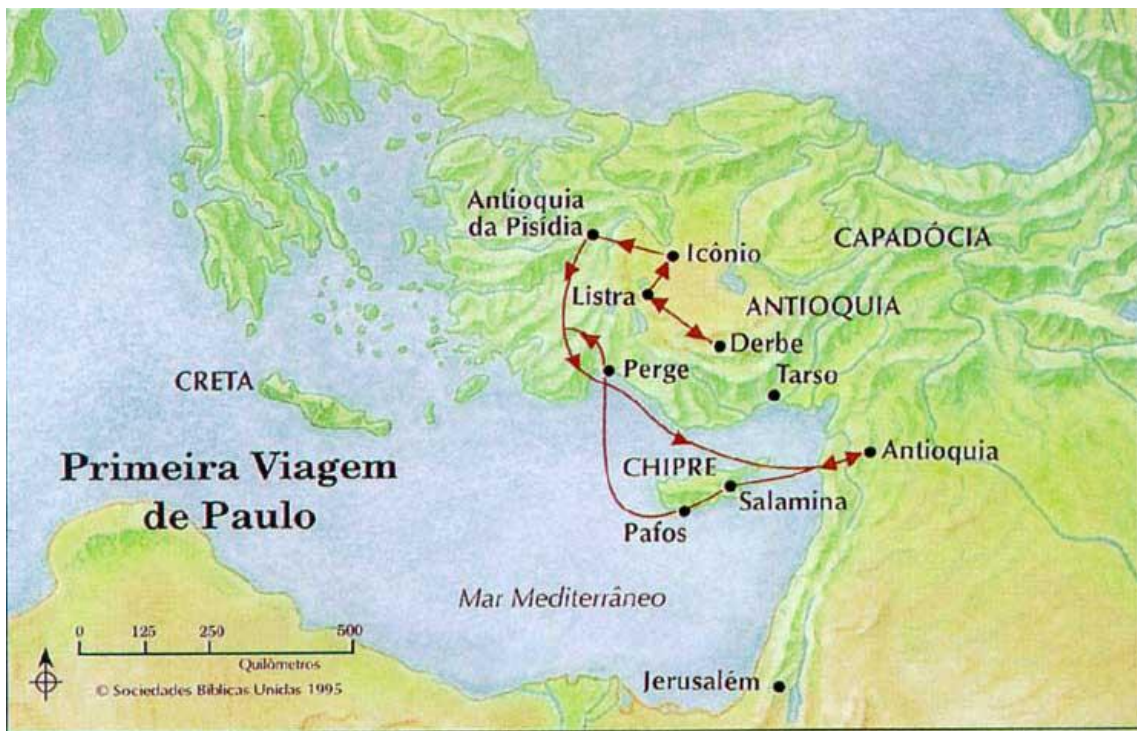 Antioquia
da Pisídia
Icônio
CAPADÓCIA
Listra
ANTIOQUIA
Derbe
Perge
Tarso
CRETA
Primeira Viagem
de Paulo
CHIPRE
Antioquia
Salamina
Pafos
Mar Mediterrâneo
0 125 250 500
Quilômetros
© Sociedades Bíblicas Unidas 1995
Jerusalém